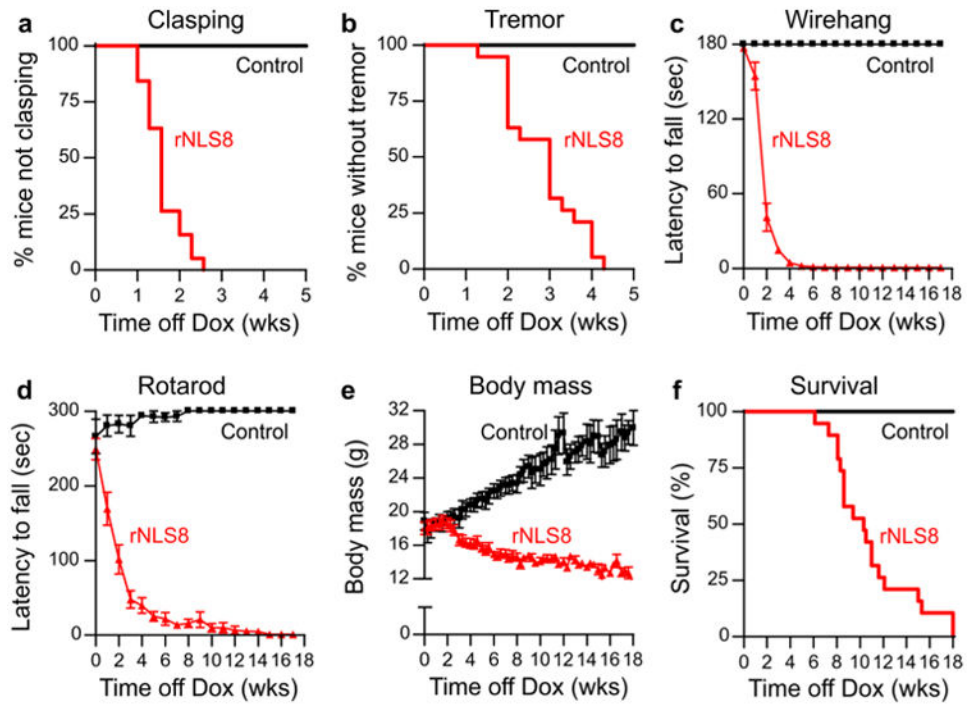 a Clasping
% mice not clasping
100
75
50
25
0
Control
rNLS8
0 1 2 3 4 5
Time off Dox (wks)
b Tremor
% mice without tremor
100
75
50
25
0
Control
rNLS8
0 1 2 3 4 5
Time off Dox (wks)
c Wirehang
Latency to fall (sec)
180
120
60
0
Control
rNLS8
0 2 4 6 8 10 12 14 16 18
Time off Dox (wks)
d Rotarod
Latency to fall (sec)
300
200
100
0
Control
rNLS8
0 2 4 6 8 10 12 14 16 18
Time off Dox (wks)
e Body mass
Body mass (g)
32
28
24
20
16
12
0
Control
rNLS8
0 2 4 6 8 10 12 14 16 18
Time off Dox (wks)
f Survival
Survival (%)
100
75
50
25
0
Control
rNLS8
0 2 4 6 8 10 12 14 16 18
Time off Dox (wks)